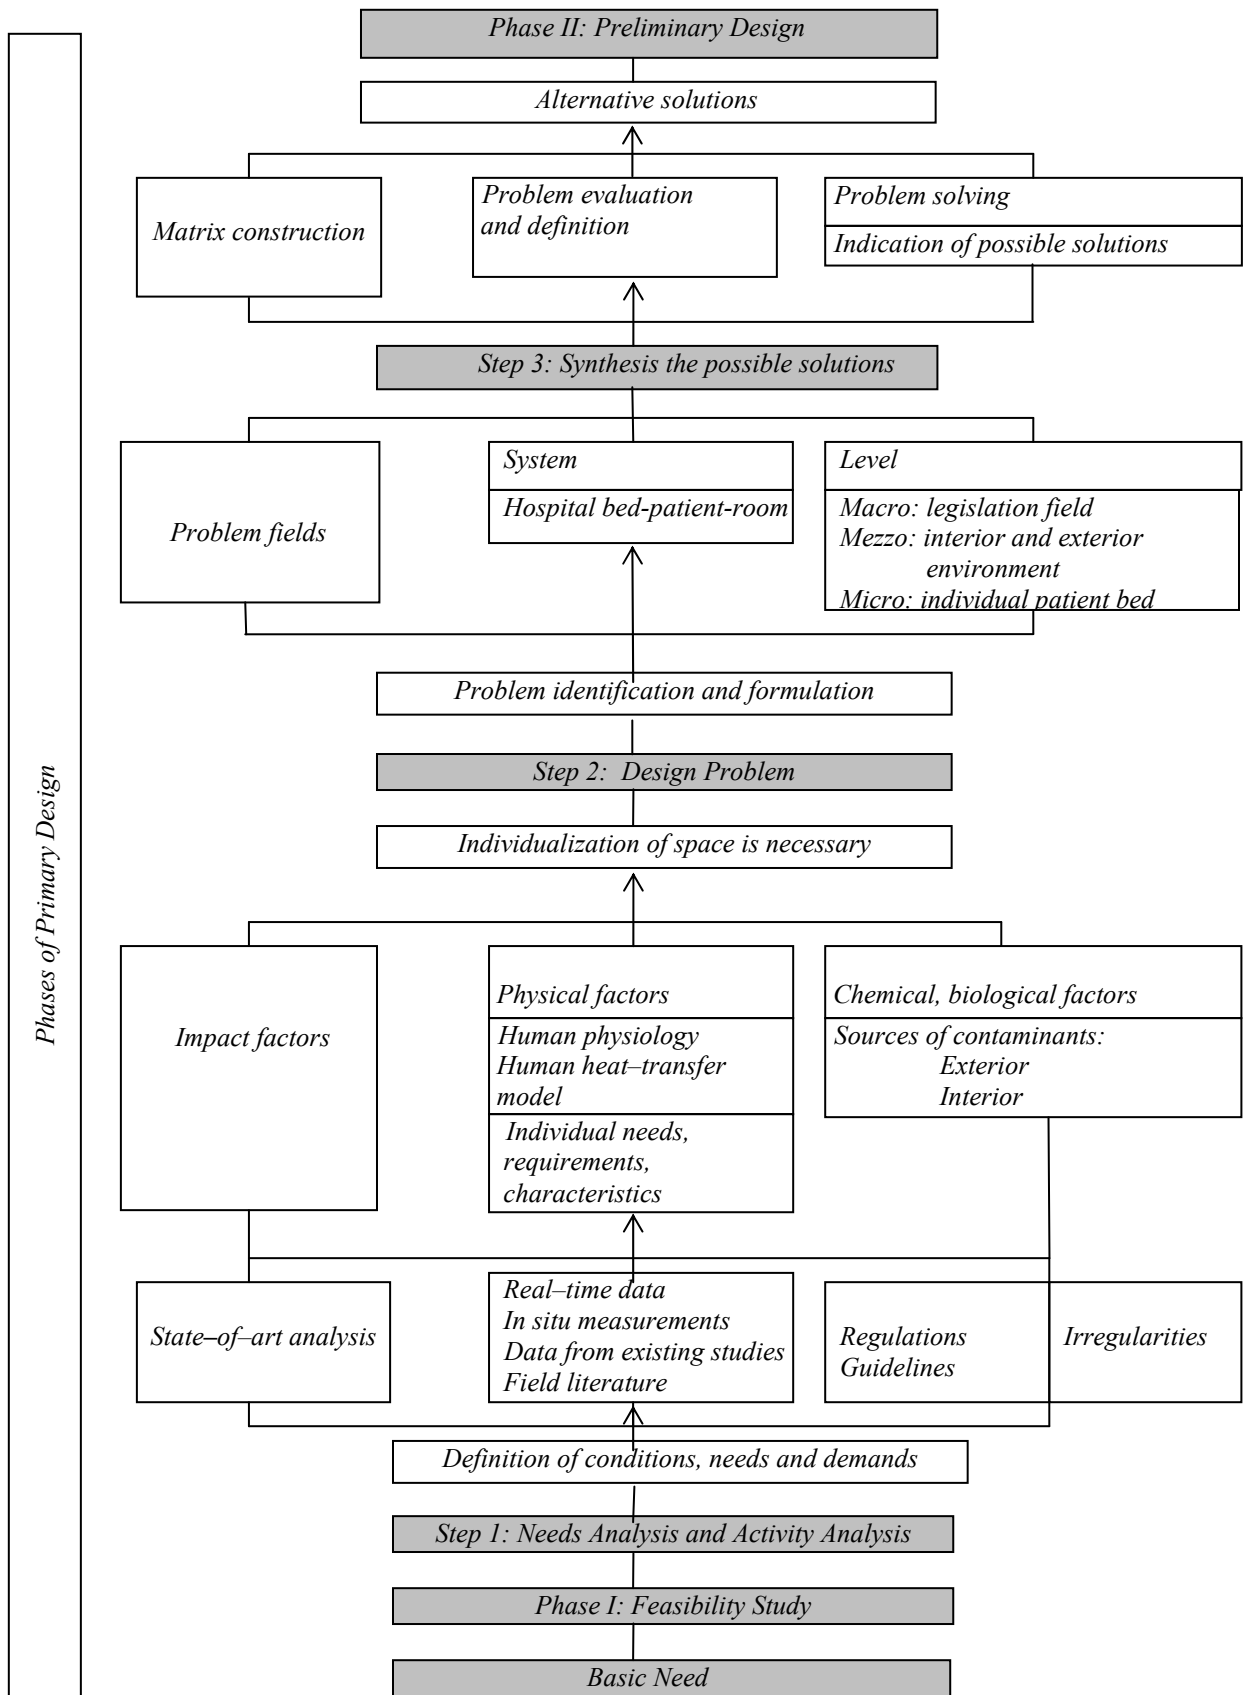 Phase II: Preliminary Design
Alternative solutions
Matrix construction
Problem evaluation
and definition
Problem solving
Indication of possible solutions
Step 3: Synthesis the possible solutions
Problem fields
System
Hospital bed-patient-room
Level
Macro: legislation field
Mezzo: interior and exterior
environment
Micro: individual patient bed
Problem identification and formulation
Step 2: Design Problem
Individualization of space is necessary
Impact factors
Physical factors
Human physiology
Human heat–transfer
model
Individual needs,
requirements,
characteristics
Chemical, biological factors
Sources of contaminants:
Exterior
Interior
State–of–art analysis
Real–time data
In situ measurements
Data from existing studies
Field literature
Regulations
Guidelines
Irregularities
Definition of conditions, needs and demands
Step 1: Needs Analysis and Activity Analysis
Phase I: Feasibility Study
Basic Need
Phases of Primary Design